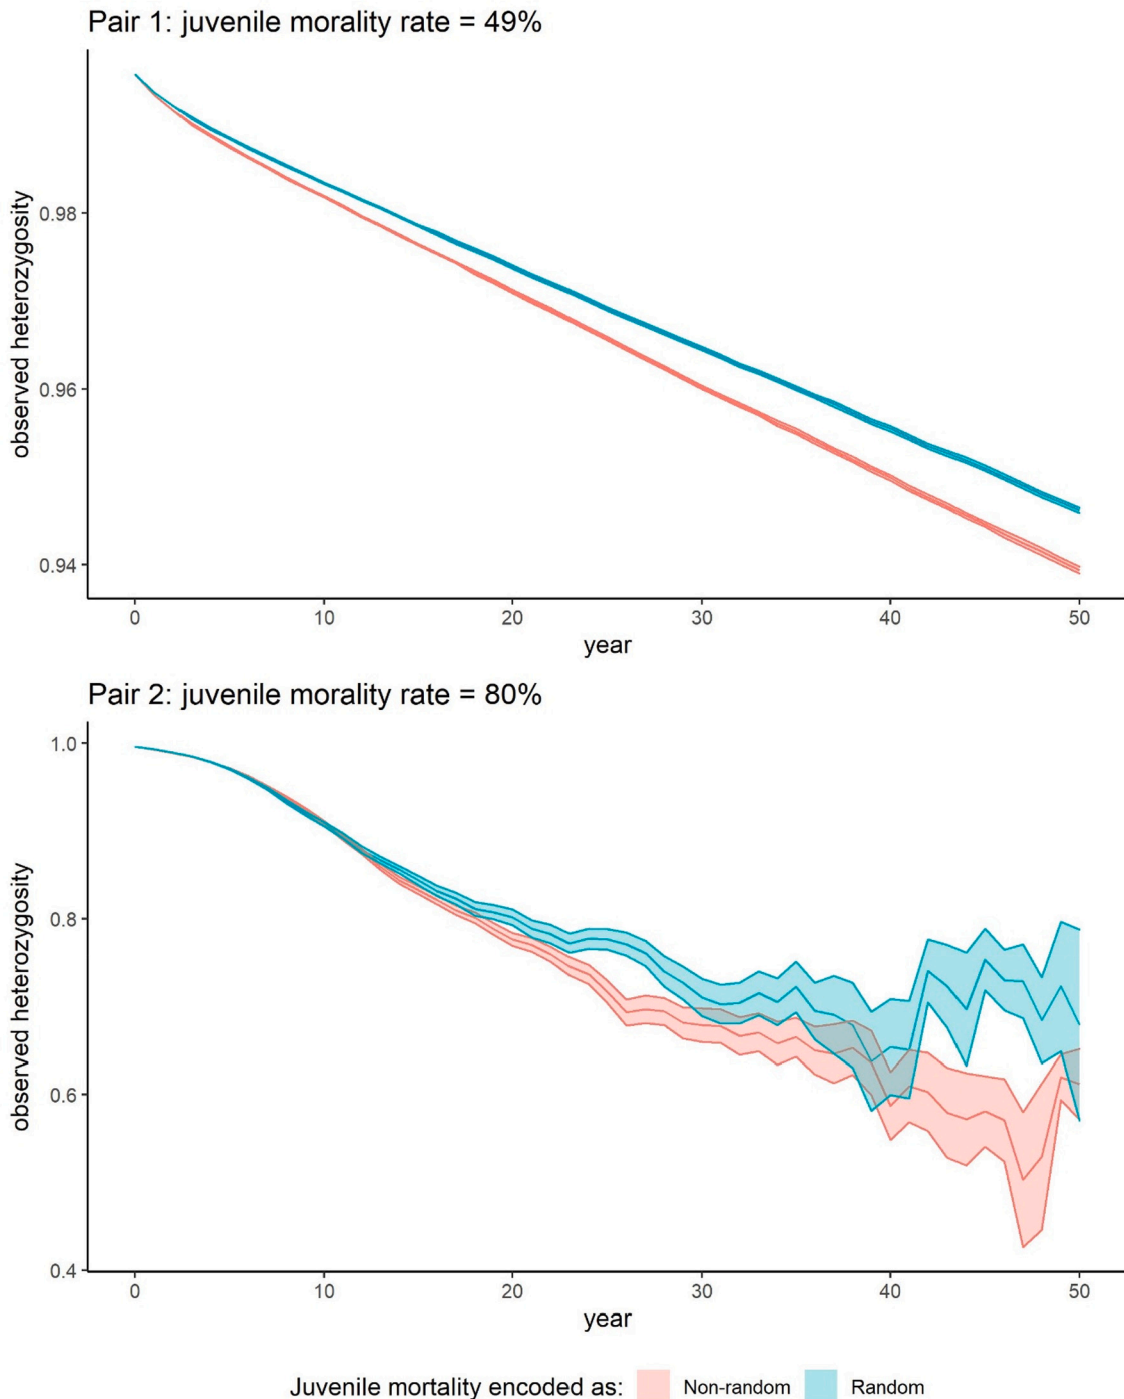 Pair 1: juvenile morality rate = 49%
observed heterozygosity
0.98
0.96
0.94
0 10 20 30 40 50
year
Pair 2: juvenile morality rate = 80%
observed heterozygosity
1.0
0.8
0.6
0.4
0 10 20 30 40 50
year
Juvenile mortality encoded as: Non-random Random